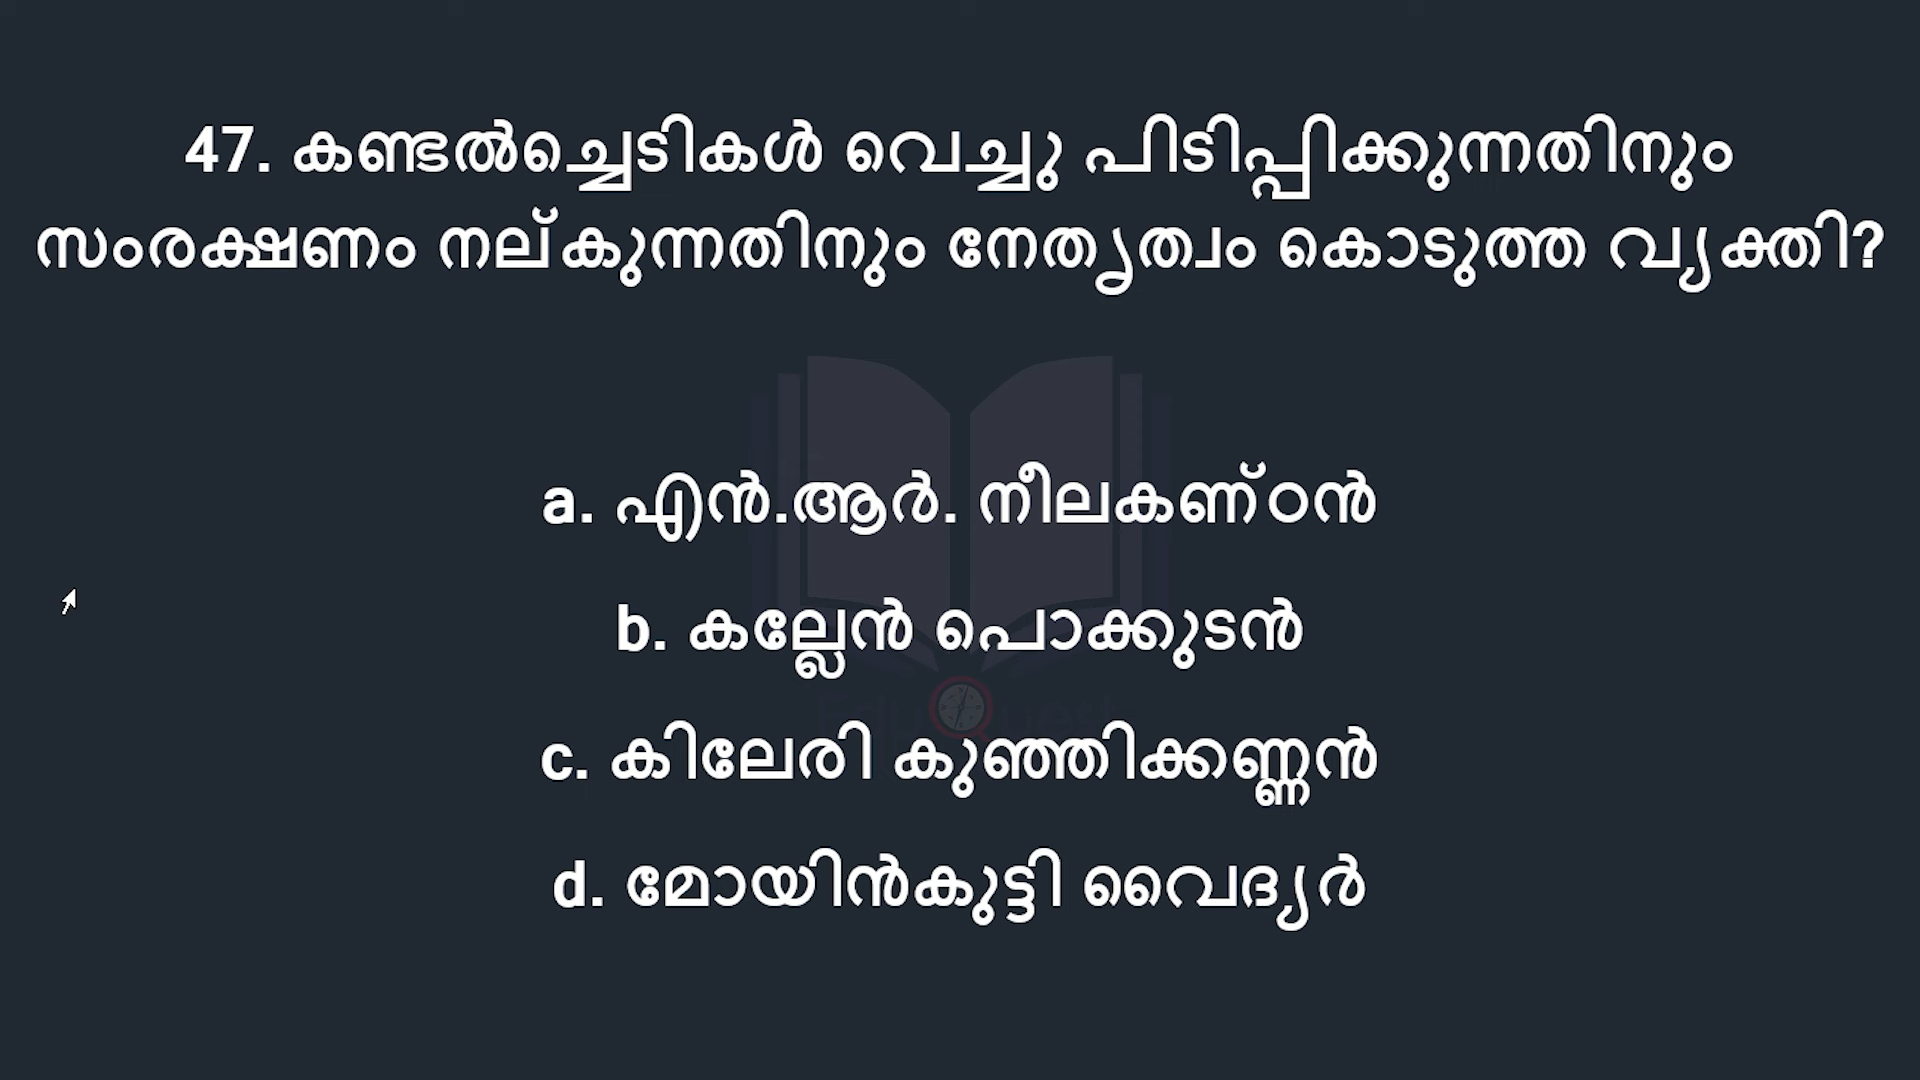 47. കണ്ടൽച്ചെടികൾ വെച്ചു പിടിപ്പിക്കുന്നതിനും
സംരക്ഷണം നല്കുന്നതിനും നേതൃത്വം കൊടുത്ത വ്യക്തി?
a. എൻ.ആർ. നീലകണ്ഠൻ
b. കല്ലേൻ പൊക്കുടൻ
EduQuest
c. കിലേരി കുഞ്ഞിക്കണ്ണൻ
d. മോയിൻകുട്ടി വൈദ്യർ